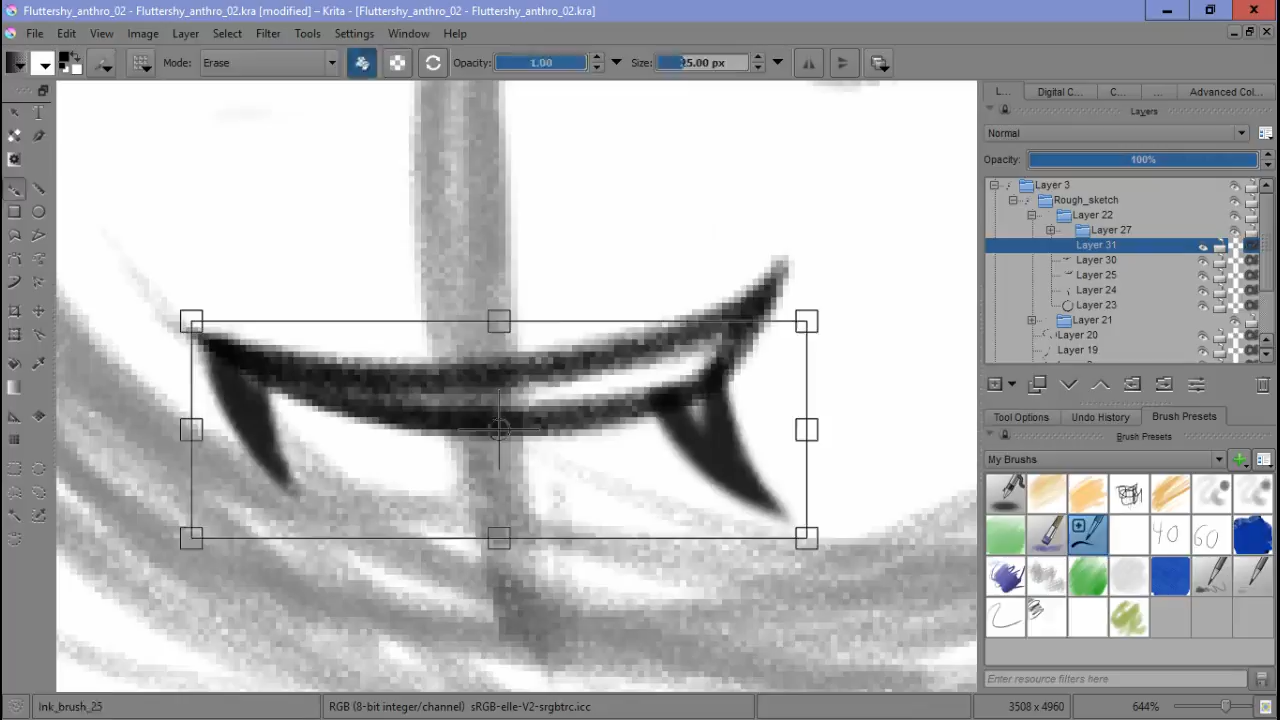 Fluttershy_anthro_02 - Fluttershy_anthro_02.kra [modified] – Krita - [Fluttershy_anthro_02.kra]
File Edit View Image Layer Select Filter Tools Settings Window Help
Mode: Erase Opacity: 1.00 Size: 25.00 px
L... Digital C... C... ... Advanced Col...
Layers
Normal
Opacity: 100%
Layer 3
Rough_sketch
Layer 22
Layer 27
Layer 31
Layer 30
Layer 25
Layer 24
Layer 23
Layer 21
Layer 20
Layer 19
Tool Options Undo History Brush Presets
Brush Presets
My Brushes
40 60
Enter resource filters here
Ink_brush_25 RGB (8-bit integer/channel) sRGB-elle-V2-srgbtrc.icc 3508 x 4960 644%